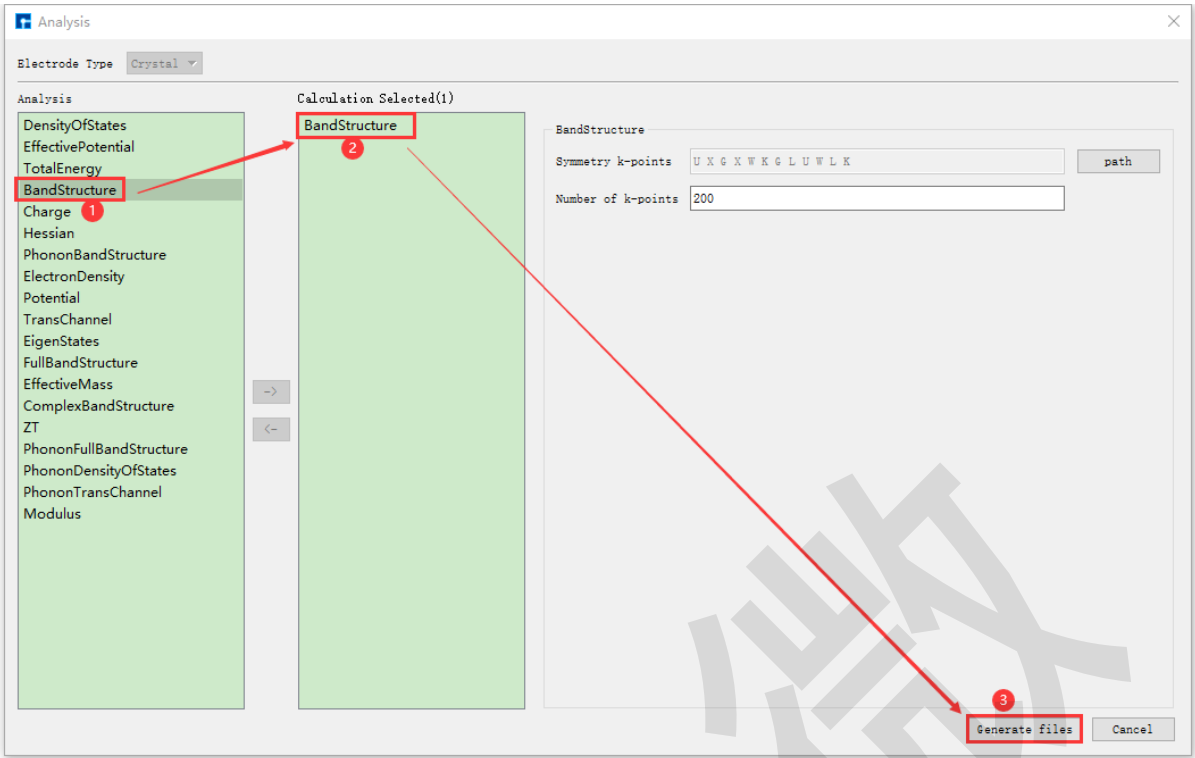 Analysis
Electrode Type Crystal
Analysis
DensityOfStates
EffectivePotential
TotalEnergy
BandStructure
1
Charge
Hessian
PhononBandStructure
ElectronDensity
Potential
TransChannel
EigenStates
FullBandStructure
EffectiveMass
ComplexBandStructure
ZT
PhononFullBandStructure
PhononDensityOfStates
PhononTransChannel
Modulus
->
<-
Calculation Selected(1)
BandStructure
2
BandStructure
Symmetry k-points U X G X W K G L U W L K path
Number of k-points 200
微
3
Generate files Cancel